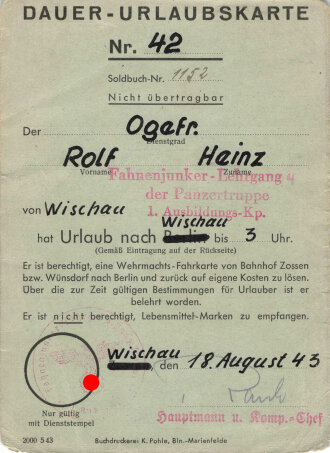 DAUER-URLAUBSKARTE
Nr. 42
Soldbuch-Nr. 1152
Nicht übertragbar
Der Ogefr.
Dienstgrad
Rolf Heinz
Vorname Zuname
Fahnenjunker-Lehrgang 4
der Panzertruppe
1. Ausbildungs-Kp.
von Wischau
Wischau
hat Urlaub nach Berlin bis 3 Uhr.
(Gemäß Eintragung auf der Rückseite)
Er ist berechtigt, eine Wehrmachts-Fahrkarte von Bahnhof Zossen
bzw. Wünsdorf nach Berlin und zurück auf eigene Kosten zu lösen.
Über die zur Zeit gültigen Bestimmungen für Urlauber ist er
belehrt worden.
Er ist nicht berechtigt, Lebensmittel-Marken zu empfangen.
Wischau, den 18. August 43
Hauptmann u. Komp.-Chef
Nur gültig
mit Dienststempel
2000 5 43 Buchdruckerei K. Pohle, Bln.-Marienfelde